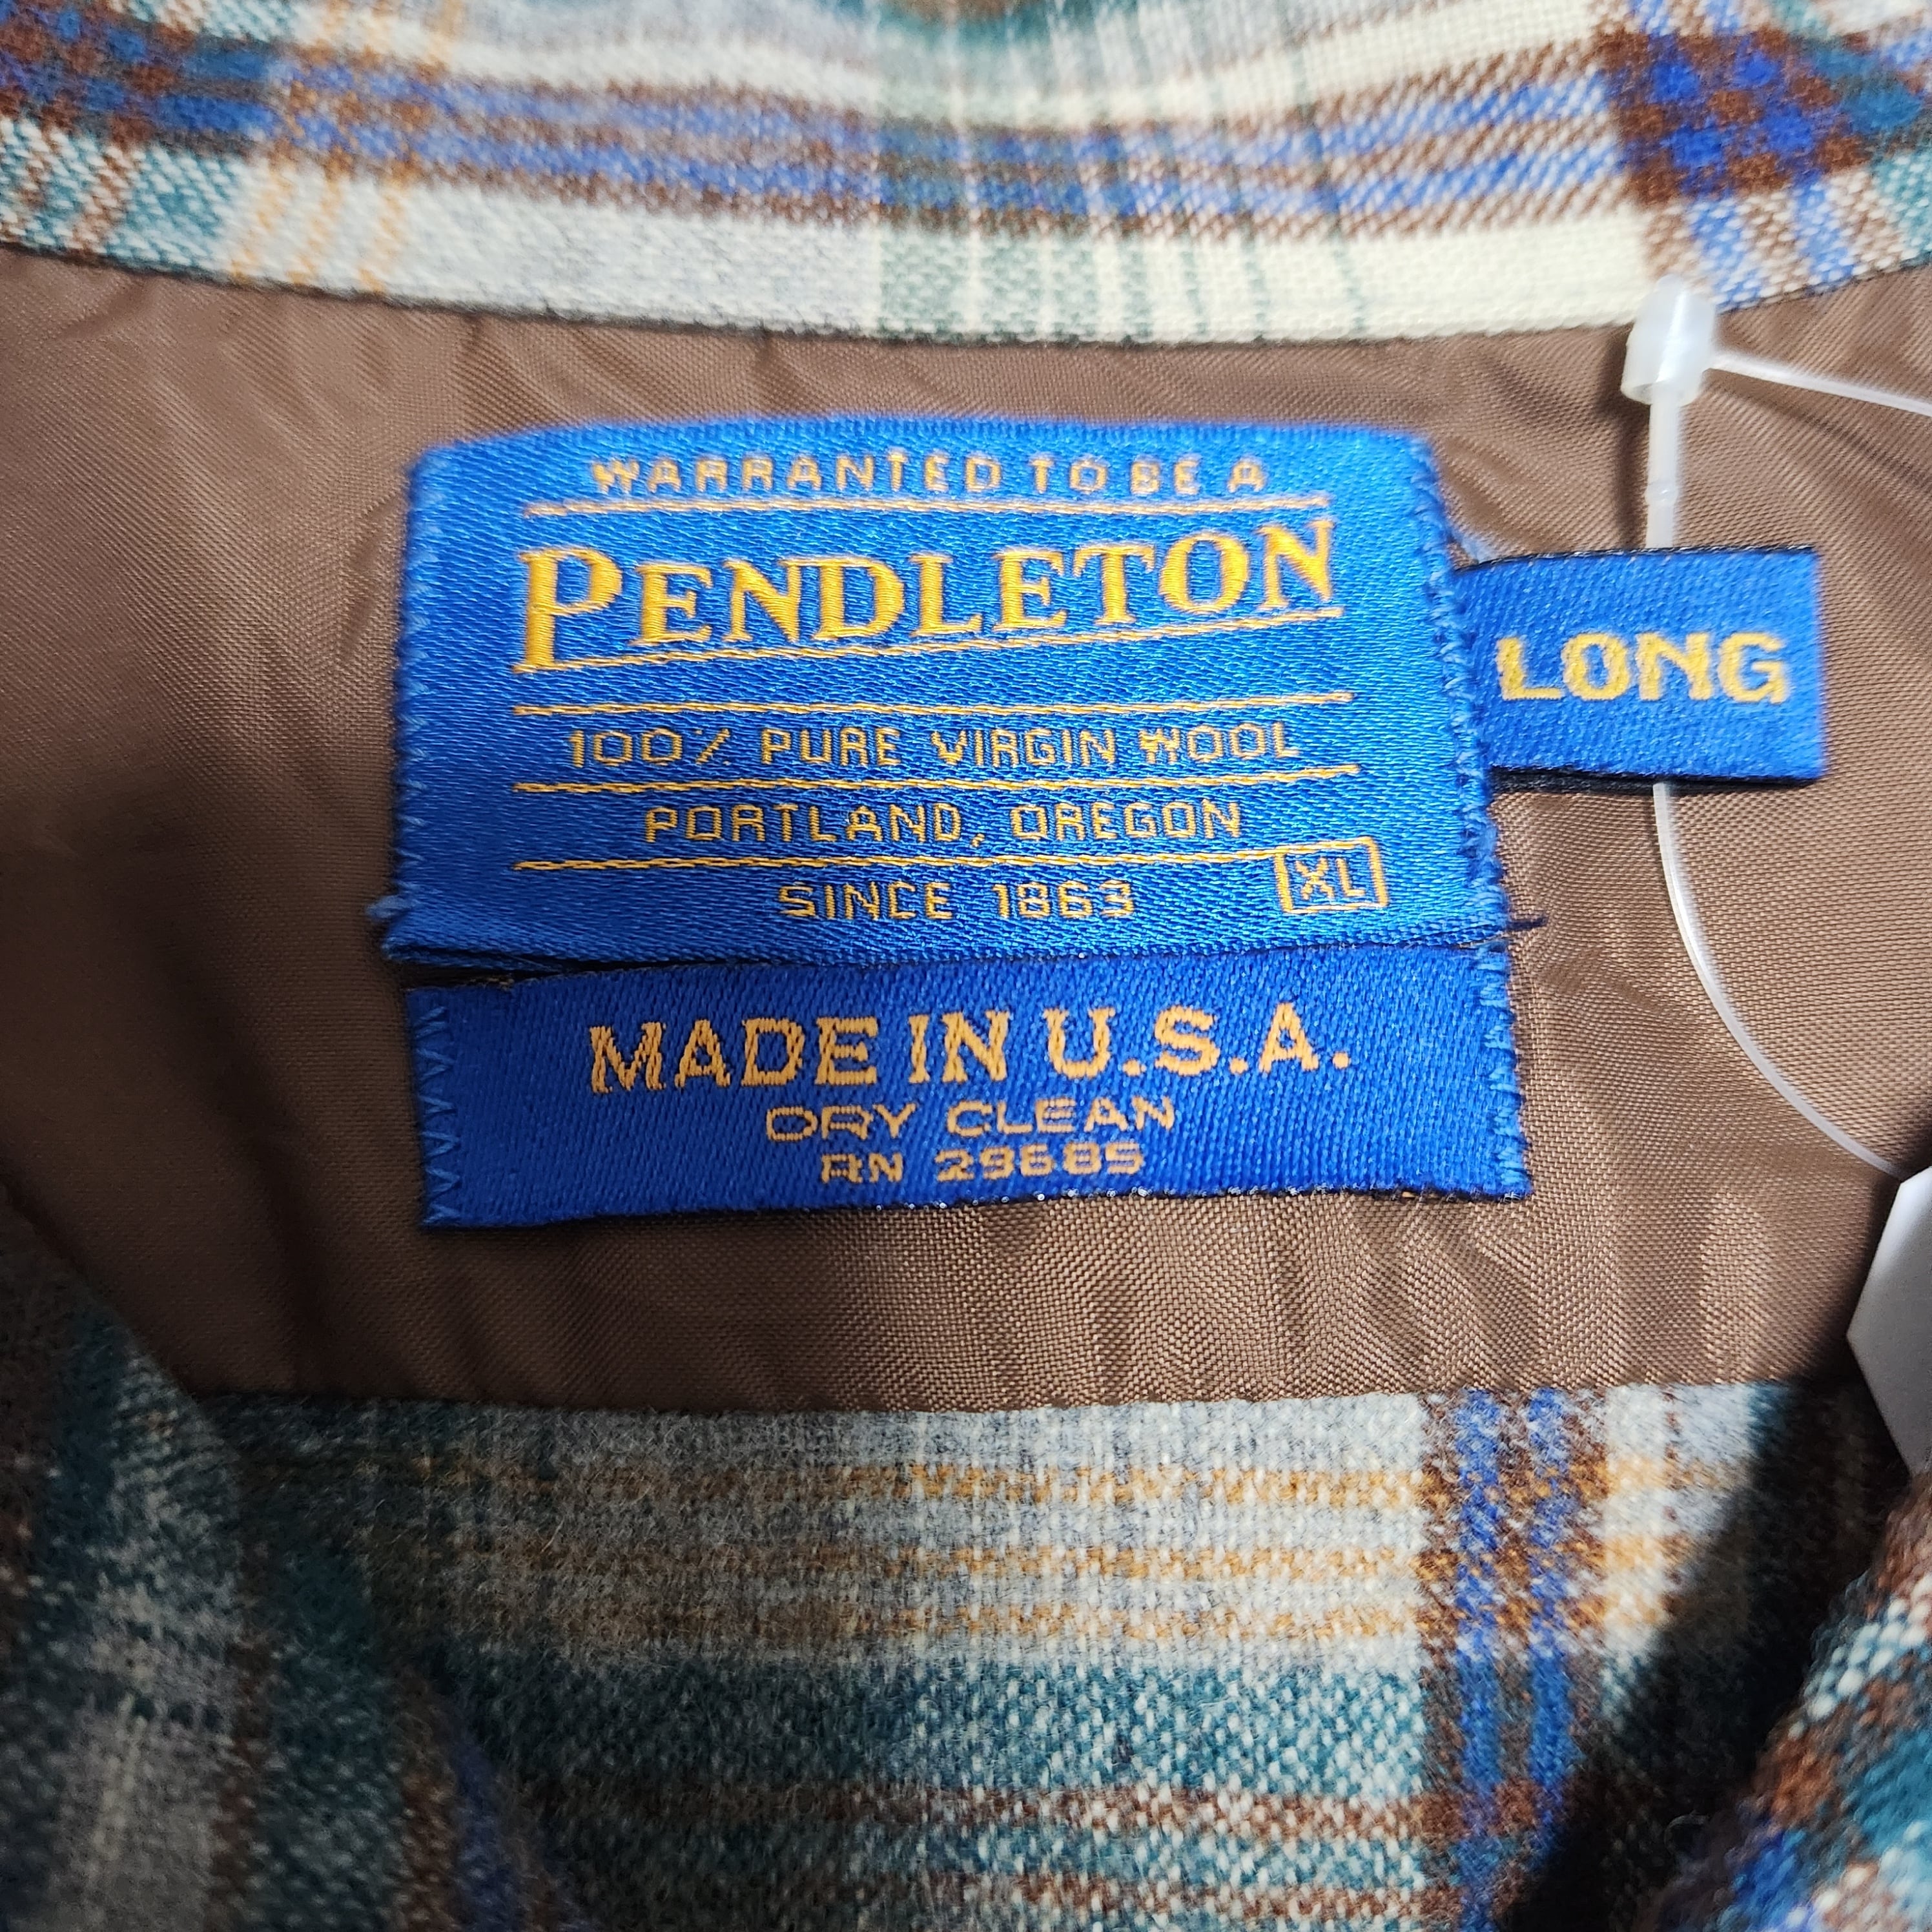 WARRANTED TO BE A
PENDLETON
LONG
100% PURE VIRGIN WOOL
PORTLAND, OREGON
SINCE 1863 XL
MADE IN U.S.A.
DRY CLEAN
RN 29685